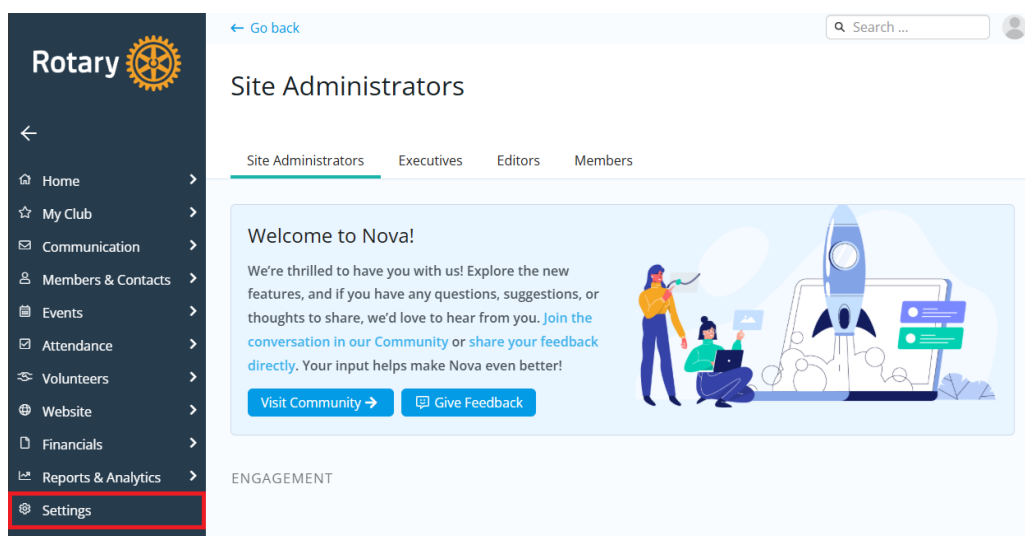 Rotary
Home
My Club
Communication
Members & Contacts
Events
Attendance
Volunteers
Website
Financials
Reports & Analytics
Settings
← Go back
Search ...
Site Administrators
Site Administrators Executives Editors Members
Welcome to Nova!
We're thrilled to have you with us! Explore the new
features, and if you have any questions, suggestions, or
thoughts to share, we'd love to hear from you. Join the
conversation in our Community or share your feedback
directly. Your input helps make Nova even better!
Visit Community → Give Feedback
ENGAGEMENT